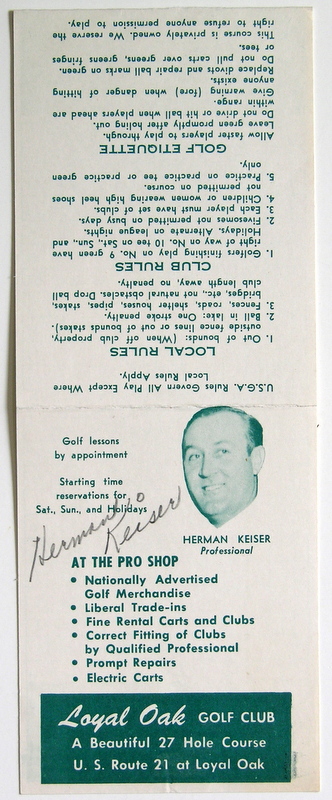 U.S.G.A. Rules Govern All Play Except Where
Local Rules Apply.
LOCAL RULES
1. Out of bounds: (When off club property,
outside fence lines or out of bounds stakes).
2. Ball in lake: One stroke penalty.
3. Fences, roads, shelter houses, pipes, stakes,
bridges, etc., not natural obstacles. Drop ball
club length away, no penalty.
CLUB RULES
1. Golfers finishing play on No. 9 green have
right of way on No. 10 tee on Sat., Sun., and
Holidays. Alternate on league nights.
2. Fivesomes not permitted on busy days.
3. Each player must have set of clubs.
4. Children or women wearing high heel shoes
not permitted on course.
5. Practice on practice tee or practice green
only.
GOLF ETIQUETTE
Allow faster players to play through.
Leave green promptly after holing out.
Do not drive or hit ball when players ahead are
within range.
Give warning (fore) when danger of hitting
anyone exists.
Replace divots and repair ball marks on green.
Do not pull carts over greens, greens fringes
or tees.
This course is privately owned. We reserve the
right to refuse anyone permission to play.
Golf lessons
by appointment
Starting time
reservations for
Sat., Sun., and Holidays
Herman
Keiser
HERMAN KEISER
Professional
AT THE PRO SHOP
• Nationally Advertised
Golf Merchandise
• Liberal Trade-ins
• Fine Rental Carts and Clubs
• Correct Fitting of Clubs
by Qualified Professional
• Prompt Repairs
• Electric Carts
Loyal Oak GOLF CLUB
A Beautiful 27 Hole Course
U. S. Route 21 at Loyal Oak